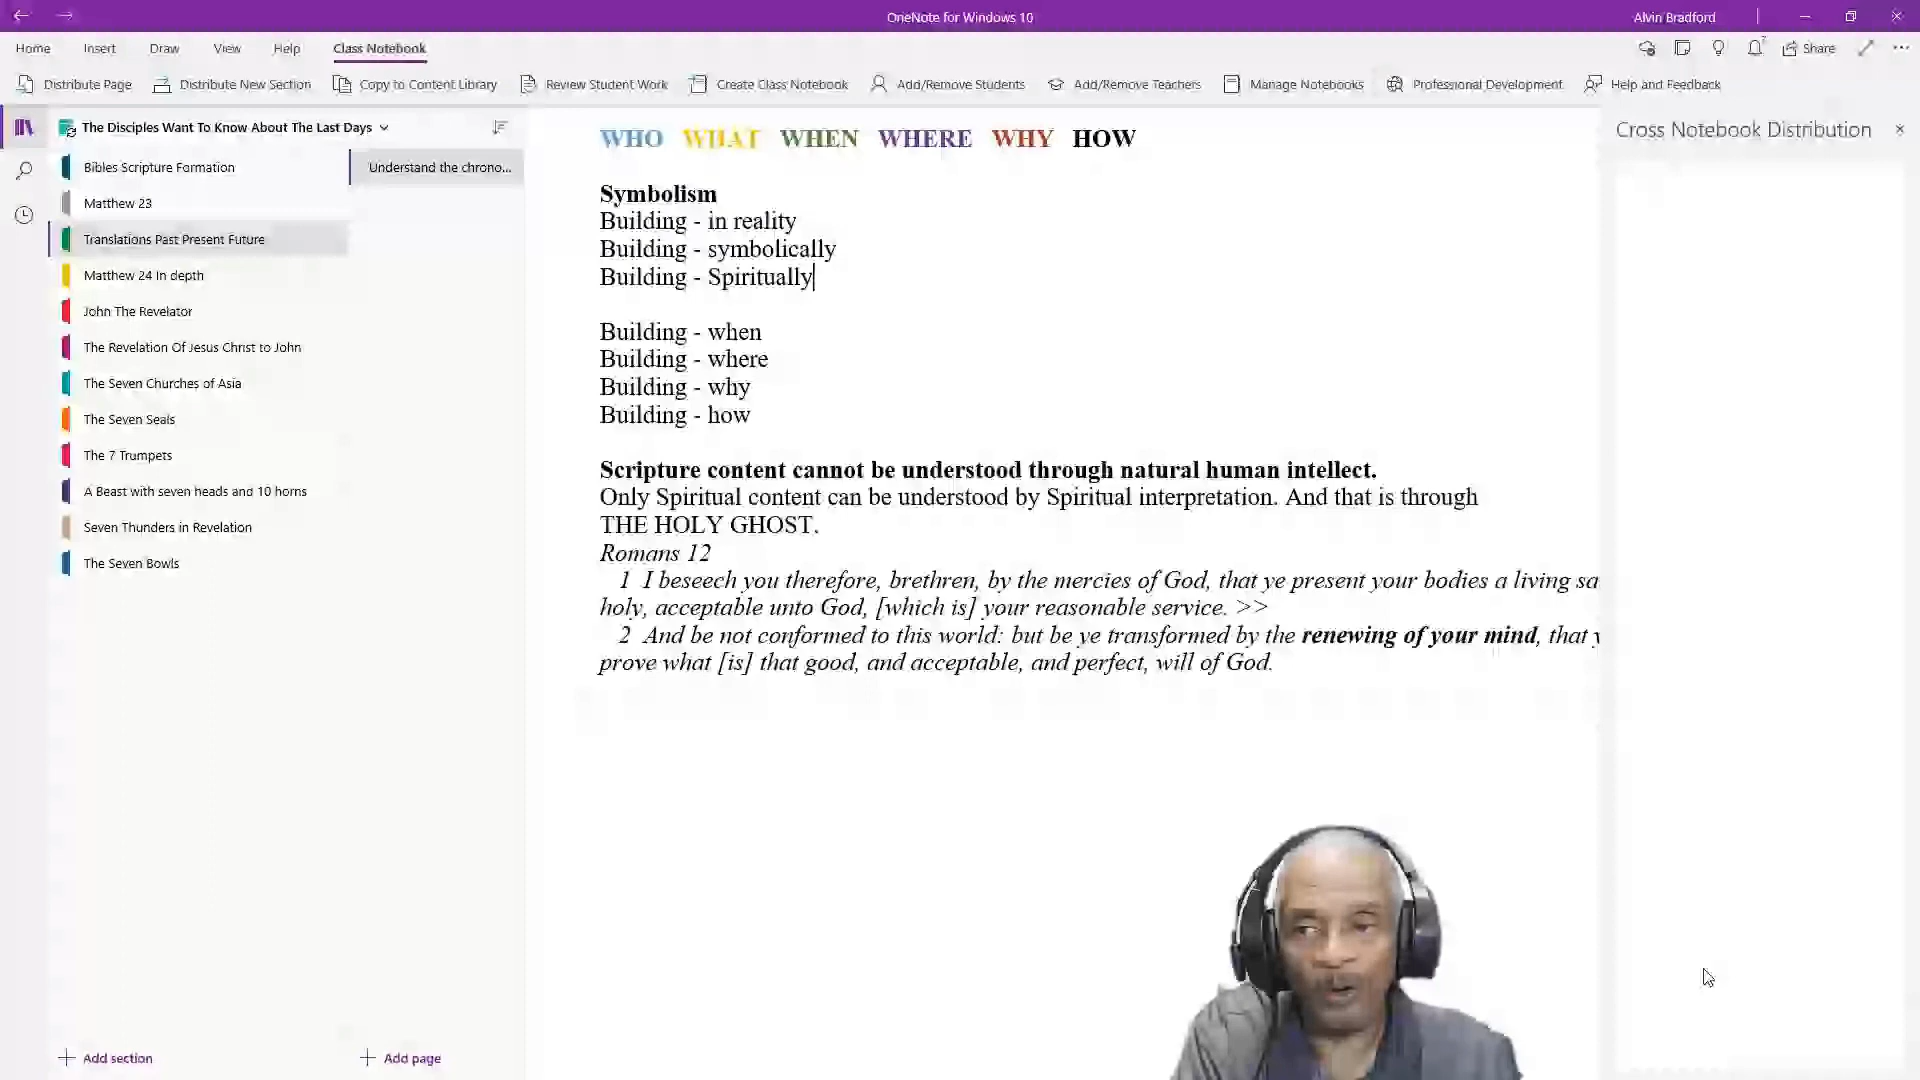 OneNote for Windows 10
Alvin Bradford
Home Insert Draw View Help Class Notebook
Share
Distribute Page Distribute New Section Copy to Content Library Review Student Work Create Class Notebook Add/Remove Students Add/Remove Teachers Manage Notebooks Professional Development Help and Feedback
The Disciples Want To Know About The Last Days
Bibles Scripture Formation
Matthew 23
Translations Past Present Future
Matthew 24 In depth
John The Revelator
The Revelation Of Jesus Christ to John
The Seven Churches of Asia
The Seven Seals
The 7 Trumpets
A Beast with seven heads and 10 horns
Seven Thunders in Revelation
The Seven Bowls
Add section
Understand the chrono...
Add page
WHO WHAT WHEN WHERE WHY HOW
Symbolism
Building - in reality
Building - symbolically
Building - Spiritually
Building - when
Building - where
Building - why
Building - how
Scripture content cannot be understood through natural human intellect.
Only Spiritual content can be understood by Spiritual interpretation. And that is through
THE HOLY GHOST.
Romans 12
1 I beseech you therefore, brethren, by the mercies of God, that ye present your bodies a living sa
holy, acceptable unto God, [which is] your reasonable service. >>
2 And be not conformed to this world: but be ye transformed by the renewing of your mind, that y
prove what [is] that good, and acceptable, and perfect, will of God.
Cross Notebook Distribution